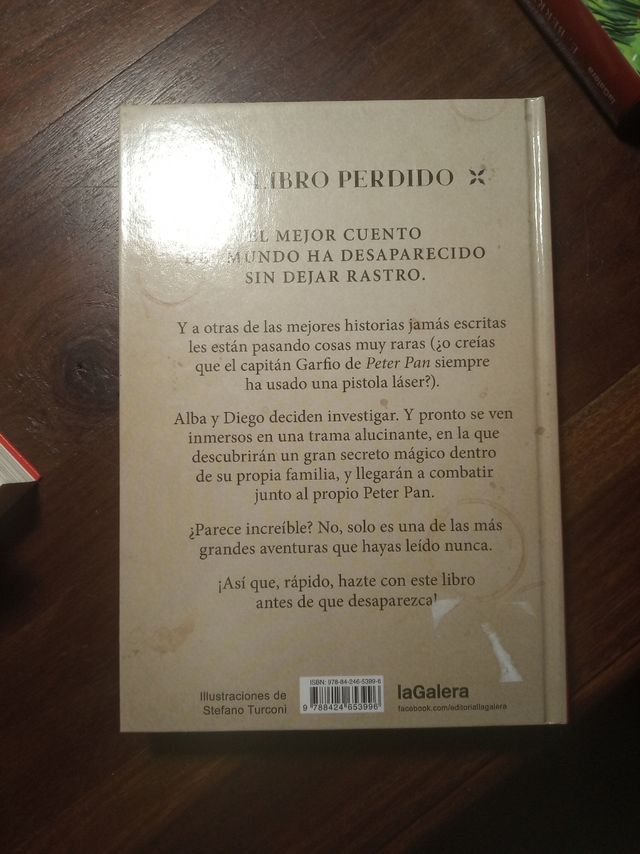 LIBRO PERDIDO
EL MEJOR CUENTO
MUNDO HA DESAPARECIDO
SIN DEJAR RASTRO.
Y a otras de las mejores historias jamás escritas
les están pasando cosas muy raras (¿o creías
que el capitán Garfio de Peter Pan siempre
ha usado una pistola láser?).
Alba y Diego deciden investigar. Y pronto se ven
inmersos en una trama alucinante, en la que
descubrirán un gran secreto mágico dentro
de su propia familia, y llegarán a combatir
junto al propio Peter Pan.
¿Parece increíble? No, solo es una de las más
grandes aventuras que hayas leído nunca.
¡Así que, rápido, hazte con este libro
antes de que desaparezca!
Illustraciones de
Stefano Turconi
ISBN: 978-84-246-5399-6
9 788424 653996
laGalera
facebook.com/editoriallagalera
laGalera